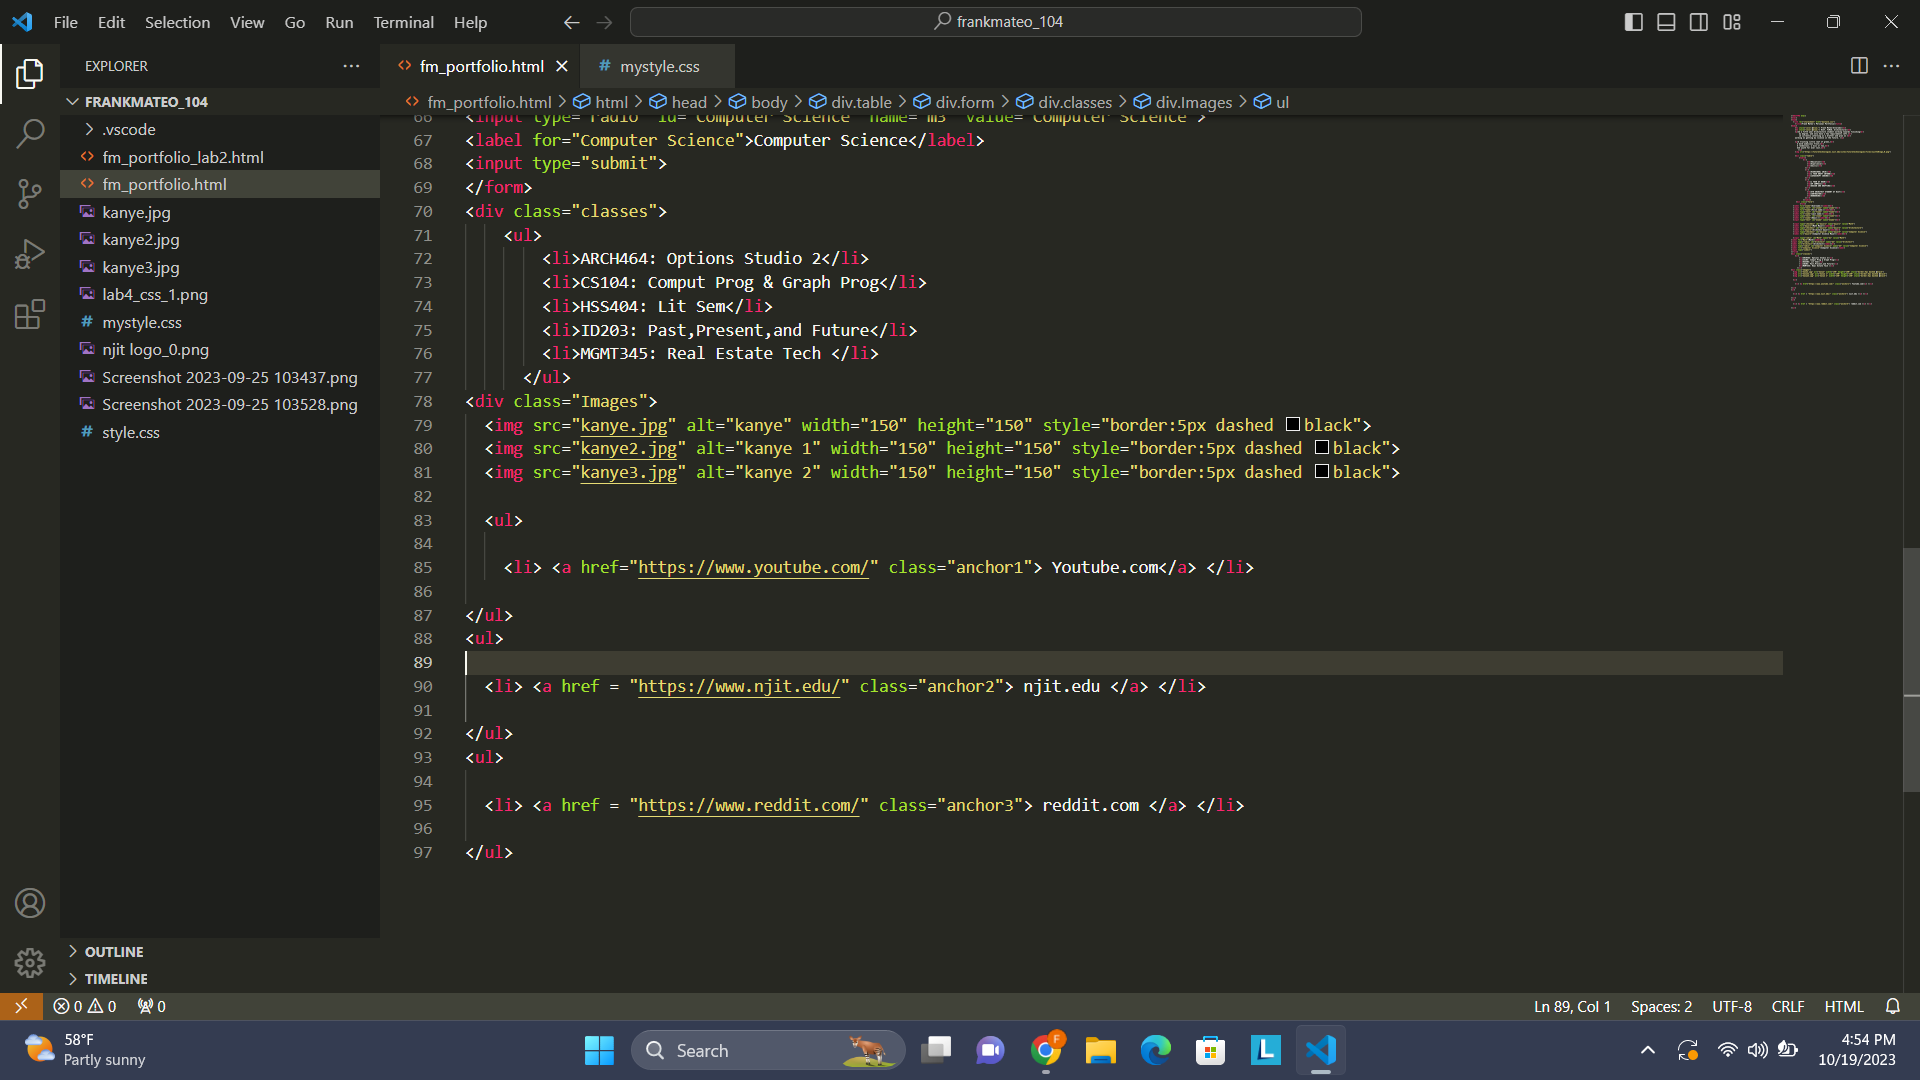 File Edit Selection View Go Run Terminal Help
frankmateo_104
EXPLORER
FRANKMATEO_104
.vscode
fm_portfolio_lab2.html
fm_portfolio.html
kanye.jpg
kanye2.jpg
kanye3.jpg
lab4_css_1.png
mystyle.css
njit logo_0.png
Screenshot 2023-09-25 103437.png
Screenshot 2023-09-25 103528.png
style.css
OUTLINE
TIMELINE
fm_portfolio.html
mystyle.css
fm_portfolio.html > html > head > body > div.table > div.form > div.classes > div.Images > ul
66 <input type="radio" id="Computer Science" name="m3" value="Computer Science">
67 <label for="Computer Science">Computer Science</label>
68 <input type="submit">
69 </form>
70 <div class="classes">
71 <ul>
72 <li>ARCH464: Options Studio 2</li>
73 <li>CS104: Comput Prog & Graph Prog</li>
74 <li>HSS404: Lit Sem</li>
75 <li>ID203: Past,Present,and Future</li>
76 <li>MGMT345: Real Estate Tech </li>
77 </ul>
78 <div class="Images">
79 <img src="kanye.jpg" alt="kanye" width="150" height="150" style="border:5px dashed black">
80 <img src="kanye2.jpg" alt="kanye 1" width="150" height="150" style="border:5px dashed black">
81 <img src="kanye3.jpg" alt="kanye 2" width="150" height="150" style="border:5px dashed black">
82
83 <ul>
84
85 <li> <a href="https://www.youtube.com/" class="anchor1"> Youtube.com</a> </li>
86
87 </ul>
88 <ul>
89
90 <li> <a href = "https://www.njit.edu/" class="anchor2"> njit.edu </a> </li>
91
92 </ul>
93 <ul>
94
95 <li> <a href = "https://www.reddit.com/" class="anchor3"> reddit.com </a> </li>
96
97 </ul>
0 0 0
Ln 89, Col 1 Spaces: 2 UTF-8 CRLF HTML
58°F
Partly sunny
Search
F
L
4:54 PM
10/19/2023